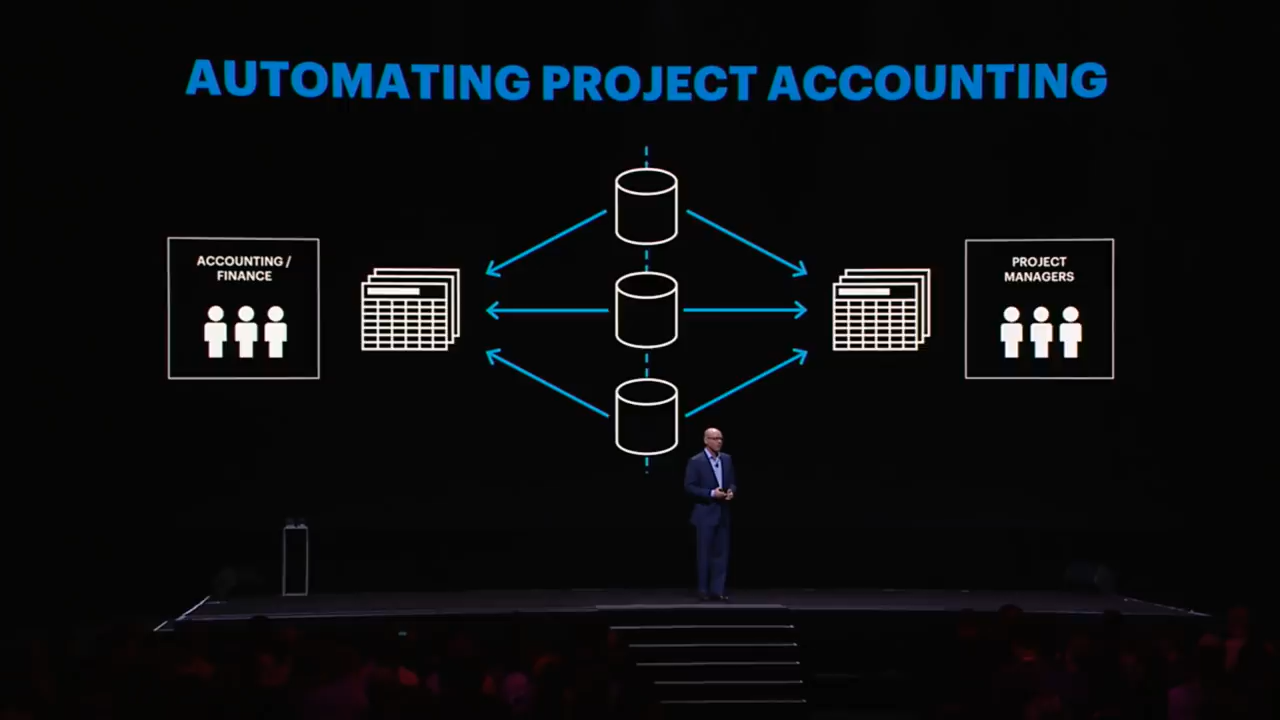 AUTOMATING PROJECT ACCOUNTING
ACCOUNTING /
FINANCE
PROJECT
MANAGERS